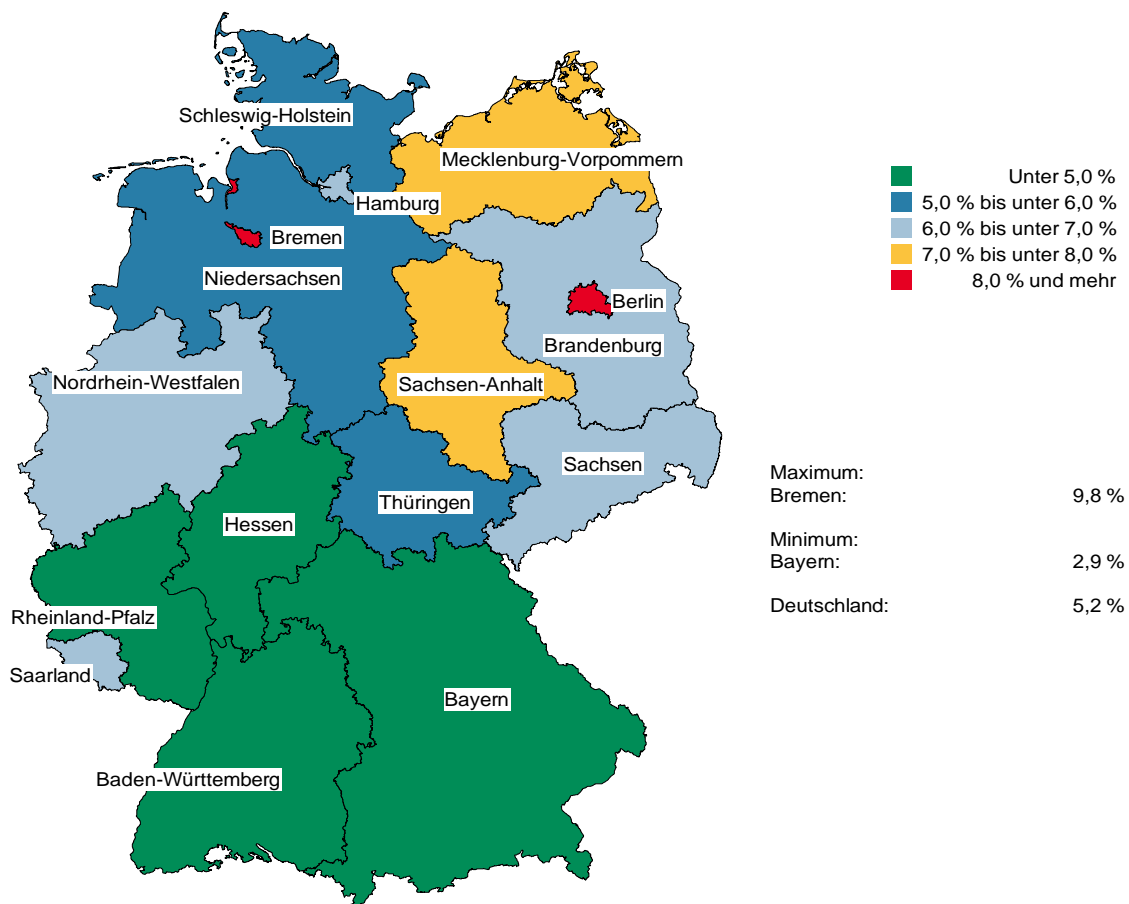 Schleswig-Holstein
Mecklenburg-Vorpommern
Hamburg
Bremen
Niedersachsen
Berlin
Brandenburg
Nordrhein-Westfalen
Sachsen-Anhalt
Sachsen
Thüringen
Hessen
Rheinland-Pfalz
Saarland
Bayern
Baden-Württemberg
Unter 5,0 %
5,0 % bis unter 6,0 %
6,0 % bis unter 7,0 %
7,0 % bis unter 8,0 %
8,0 % und mehr
Maximum:
Bremen: 9,8 %
Minimum:
Bayern: 2,9 %
Deutschland: 5,2 %